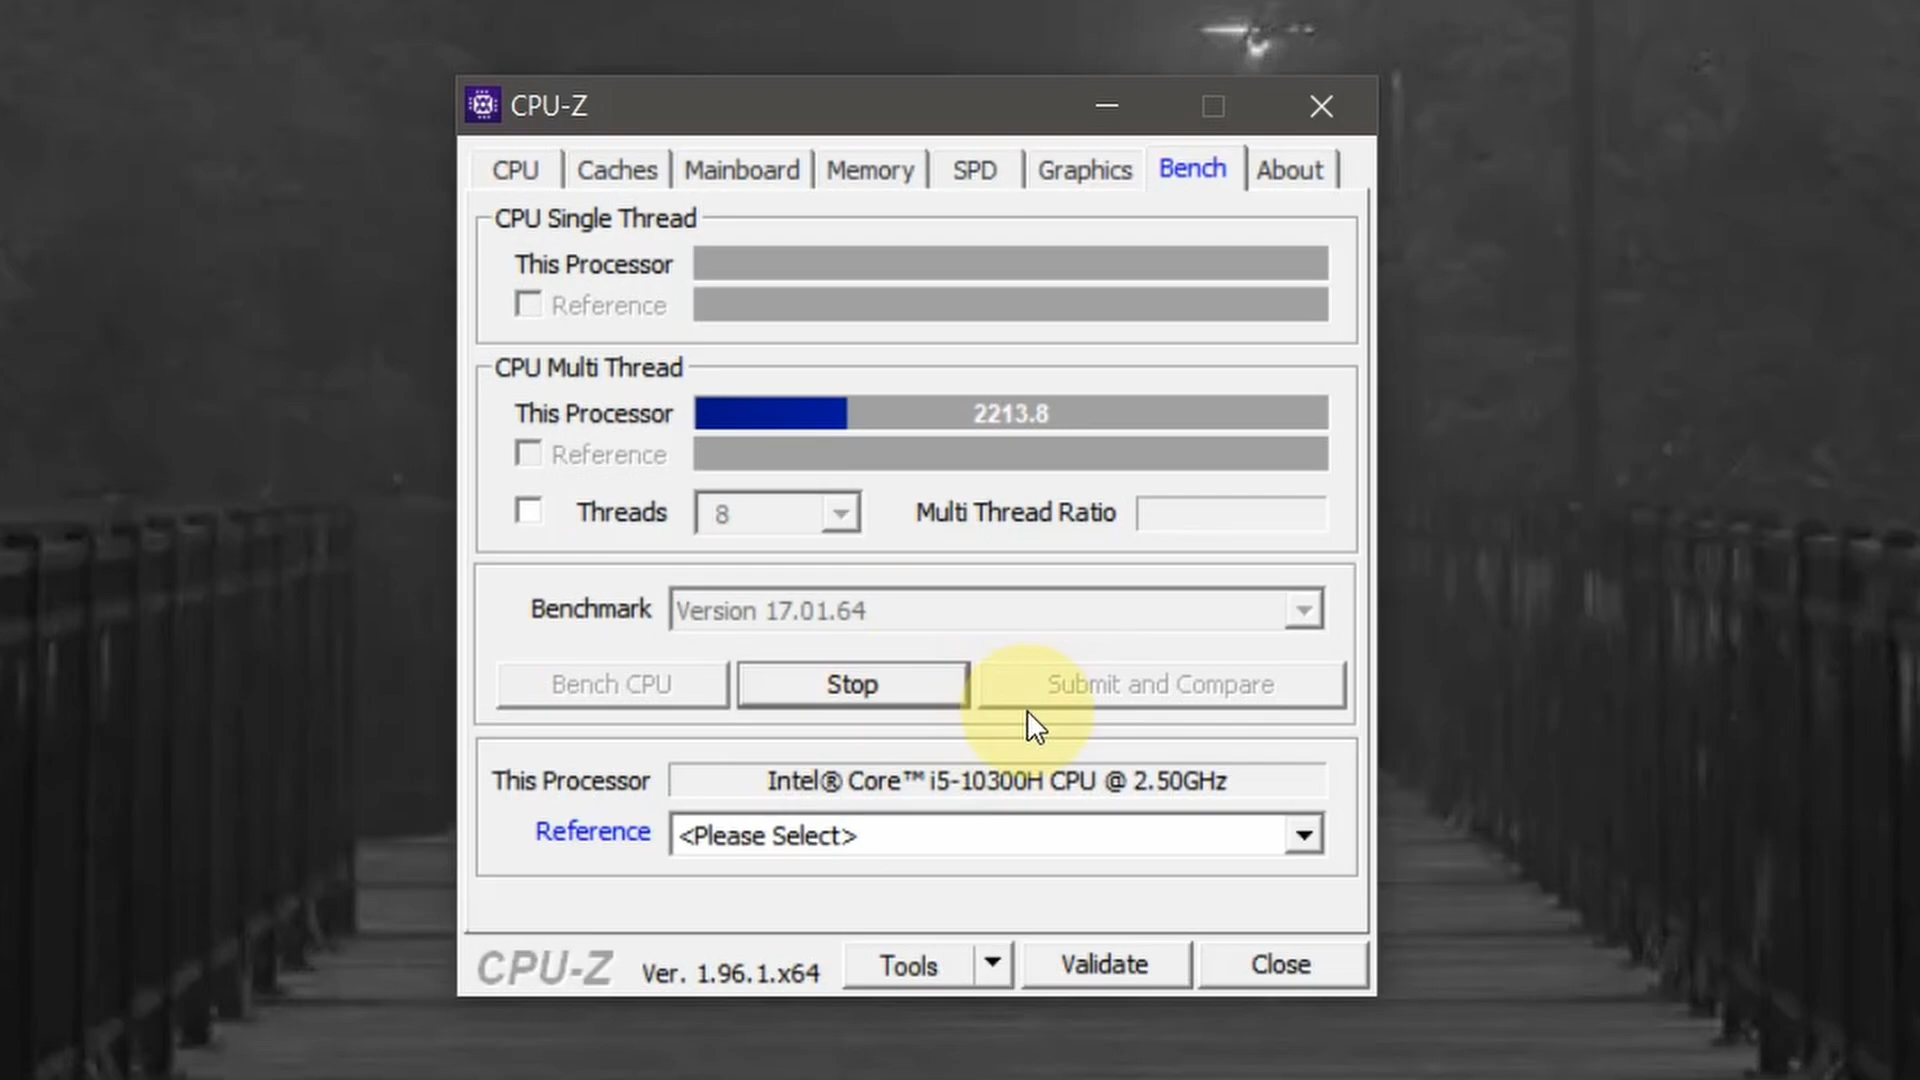 CPU-Z
CPU Caches Mainboard Memory SPD Graphics Bench About
CPU Single Thread
This Processor
Reference
CPU Multi Thread
This Processor 2213.8
Reference
Threads 8 Multi Thread Ratio
Benchmark Version 17.01.64
Bench CPU Stop Submit and Compare
This Processor Intel® Core™ i5-10300H CPU @ 2.50GHz
Reference <Please Select>
CPU-Z Ver. 1.96.1.x64 Tools Validate Close